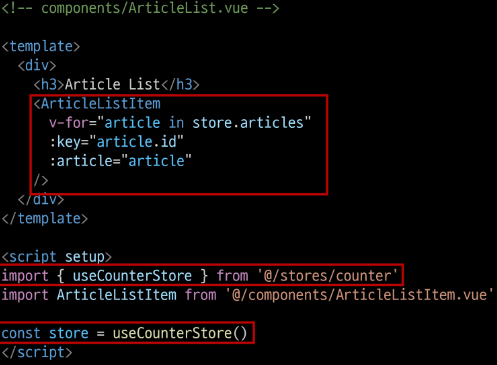 <!-- components/ArticleList.vue -->
<template>
<div>
<h3>Article List</h3>
<ArticleListItem
v-for="article in store.articles"
:key="article.id"
:article="article"
/>
</div>
</template>
<script setup>
import { useCounterStore } from '@/stores/counter'
import ArticleListItem from '@/components/ArticleListItem.vue'
const store = useCounterStore()
</script>